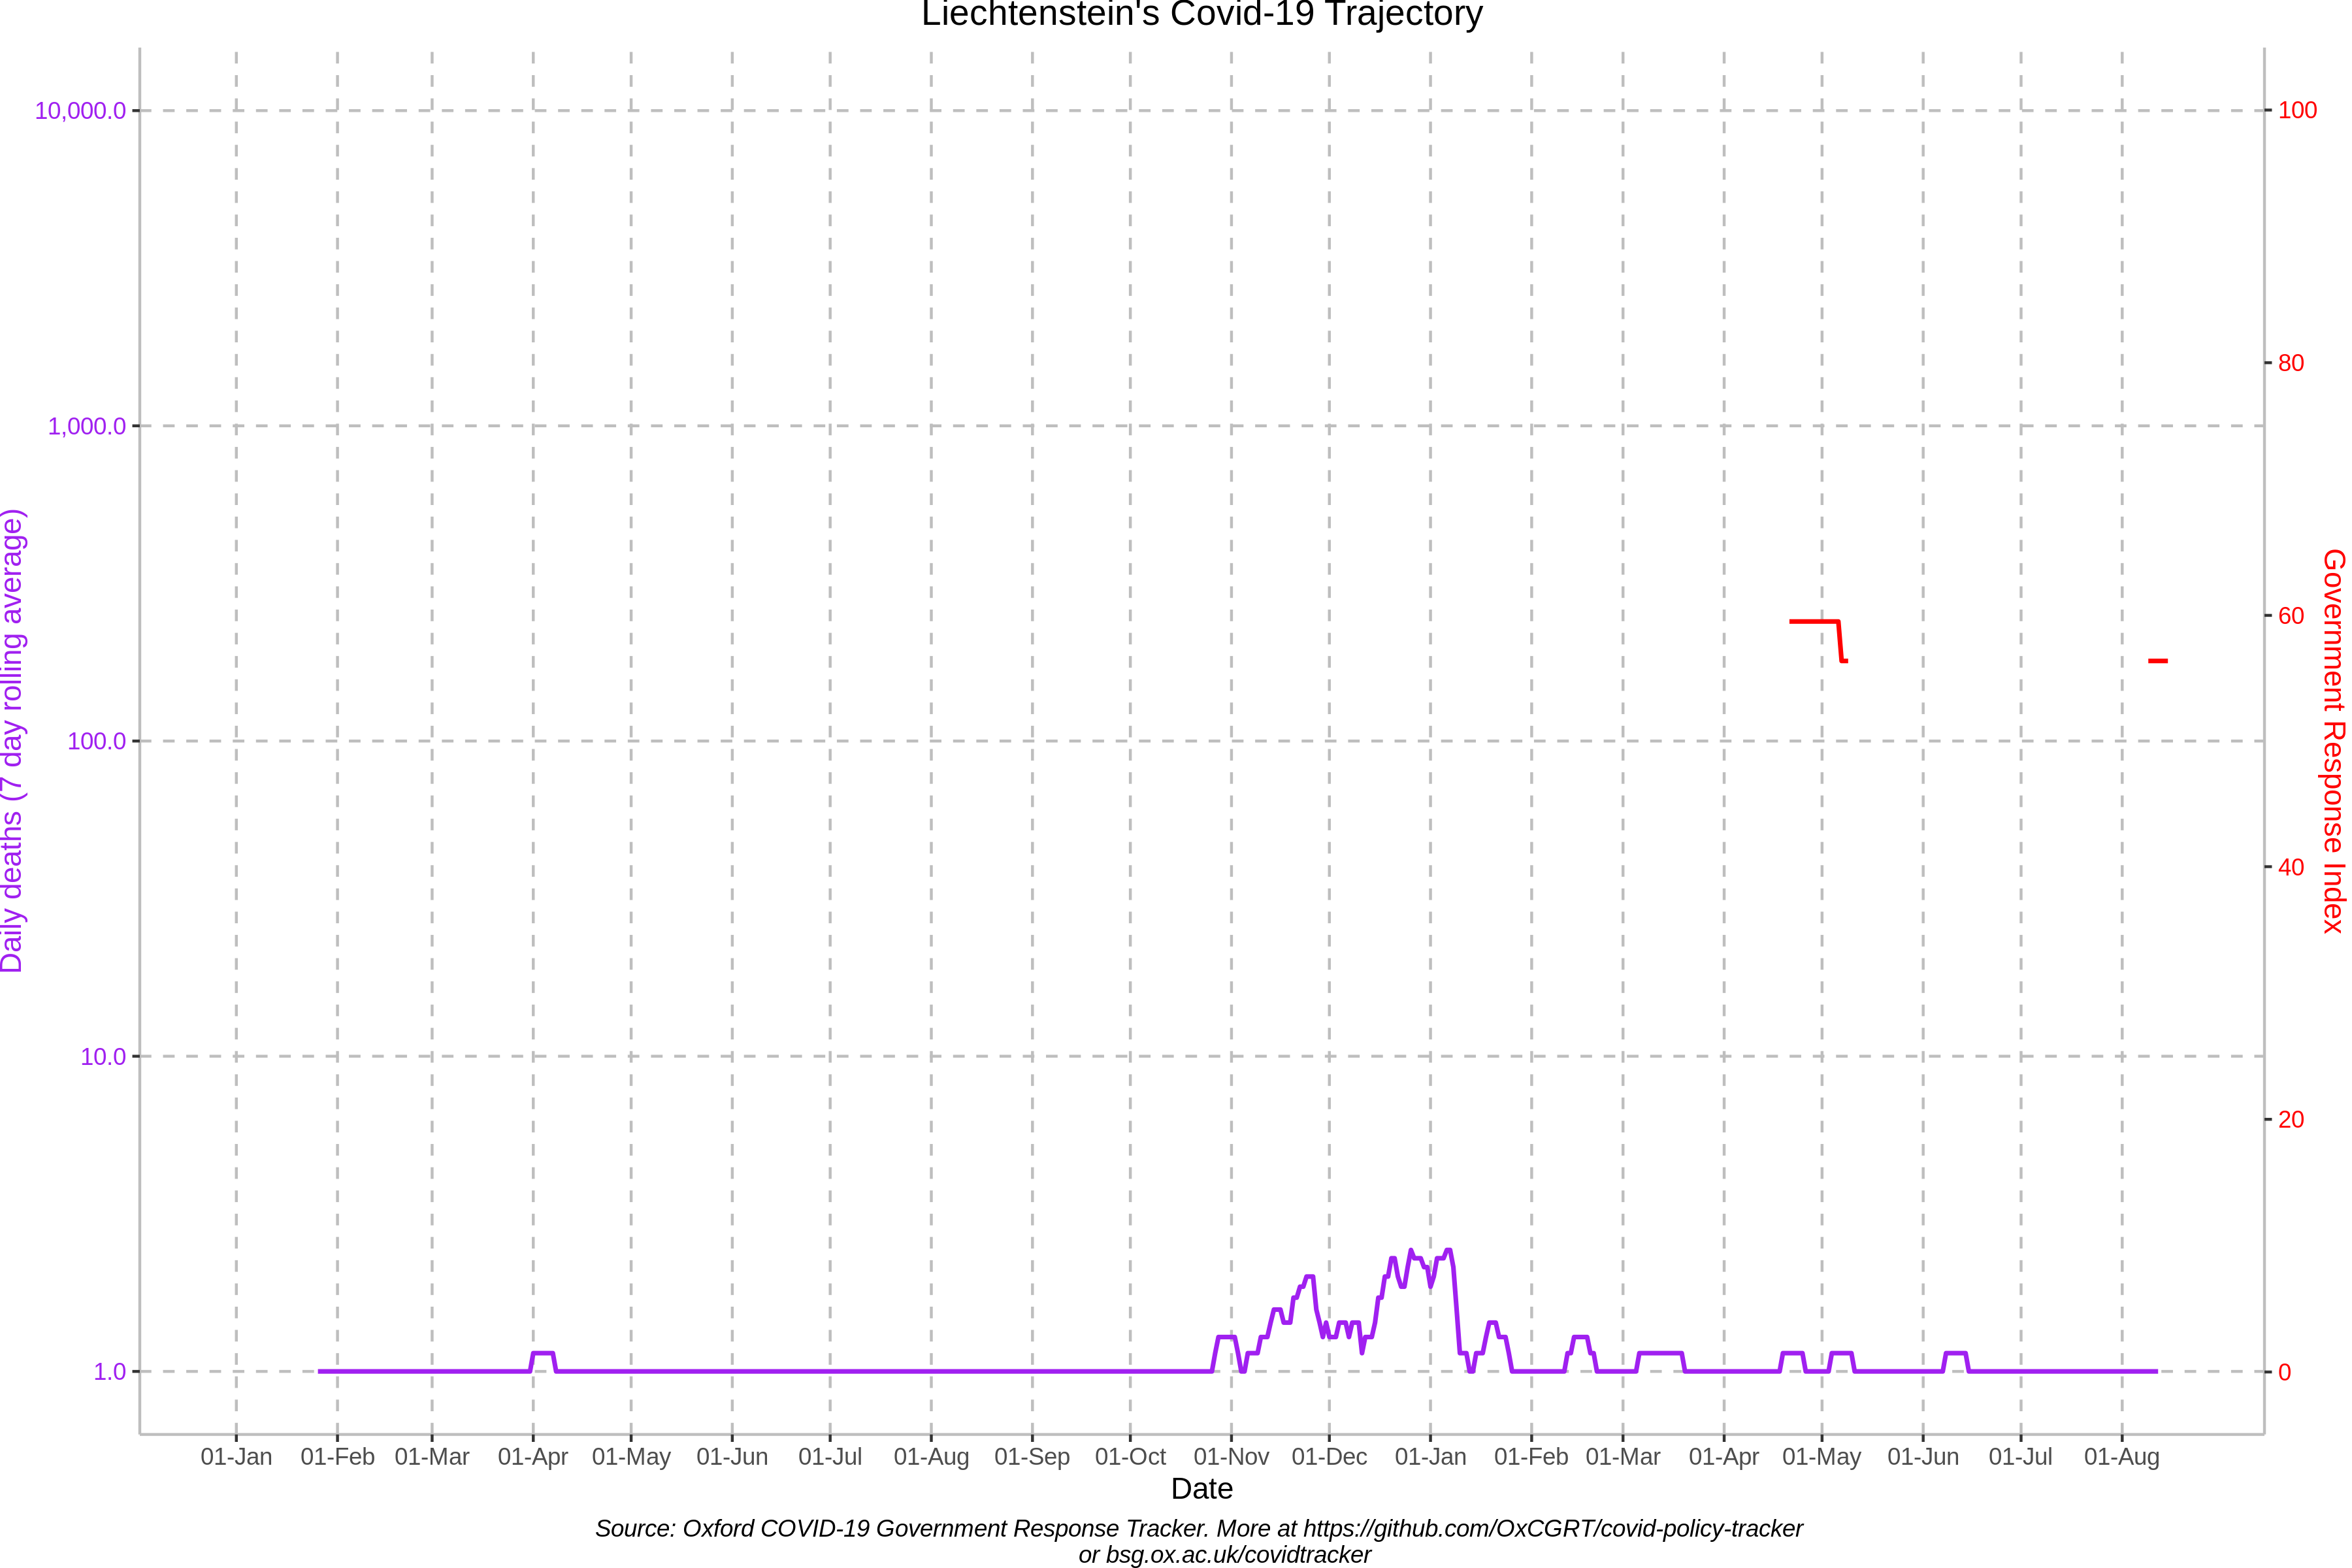 Liechtenstein's Covid-19 Trajectory
10,000.0
1,000.0
100.0
10.0
1.0
Daily deaths (7 day rolling average)
100
80
60
40
20
0
Government Response Index
01-Jan 01-Feb 01-Mar 01-Apr 01-May 01-Jun 01-Jul 01-Aug 01-Sep 01-Oct 01-Nov 01-Dec 01-Jan 01-Feb 01-Mar 01-Apr 01-May 01-Jun 01-Jul 01-Aug
Date
Source: Oxford COVID-19 Government Response Tracker. More at https://github.com/OxCGRT/covid-policy-tracker
or bsg.ox.ac.uk/covidtracker